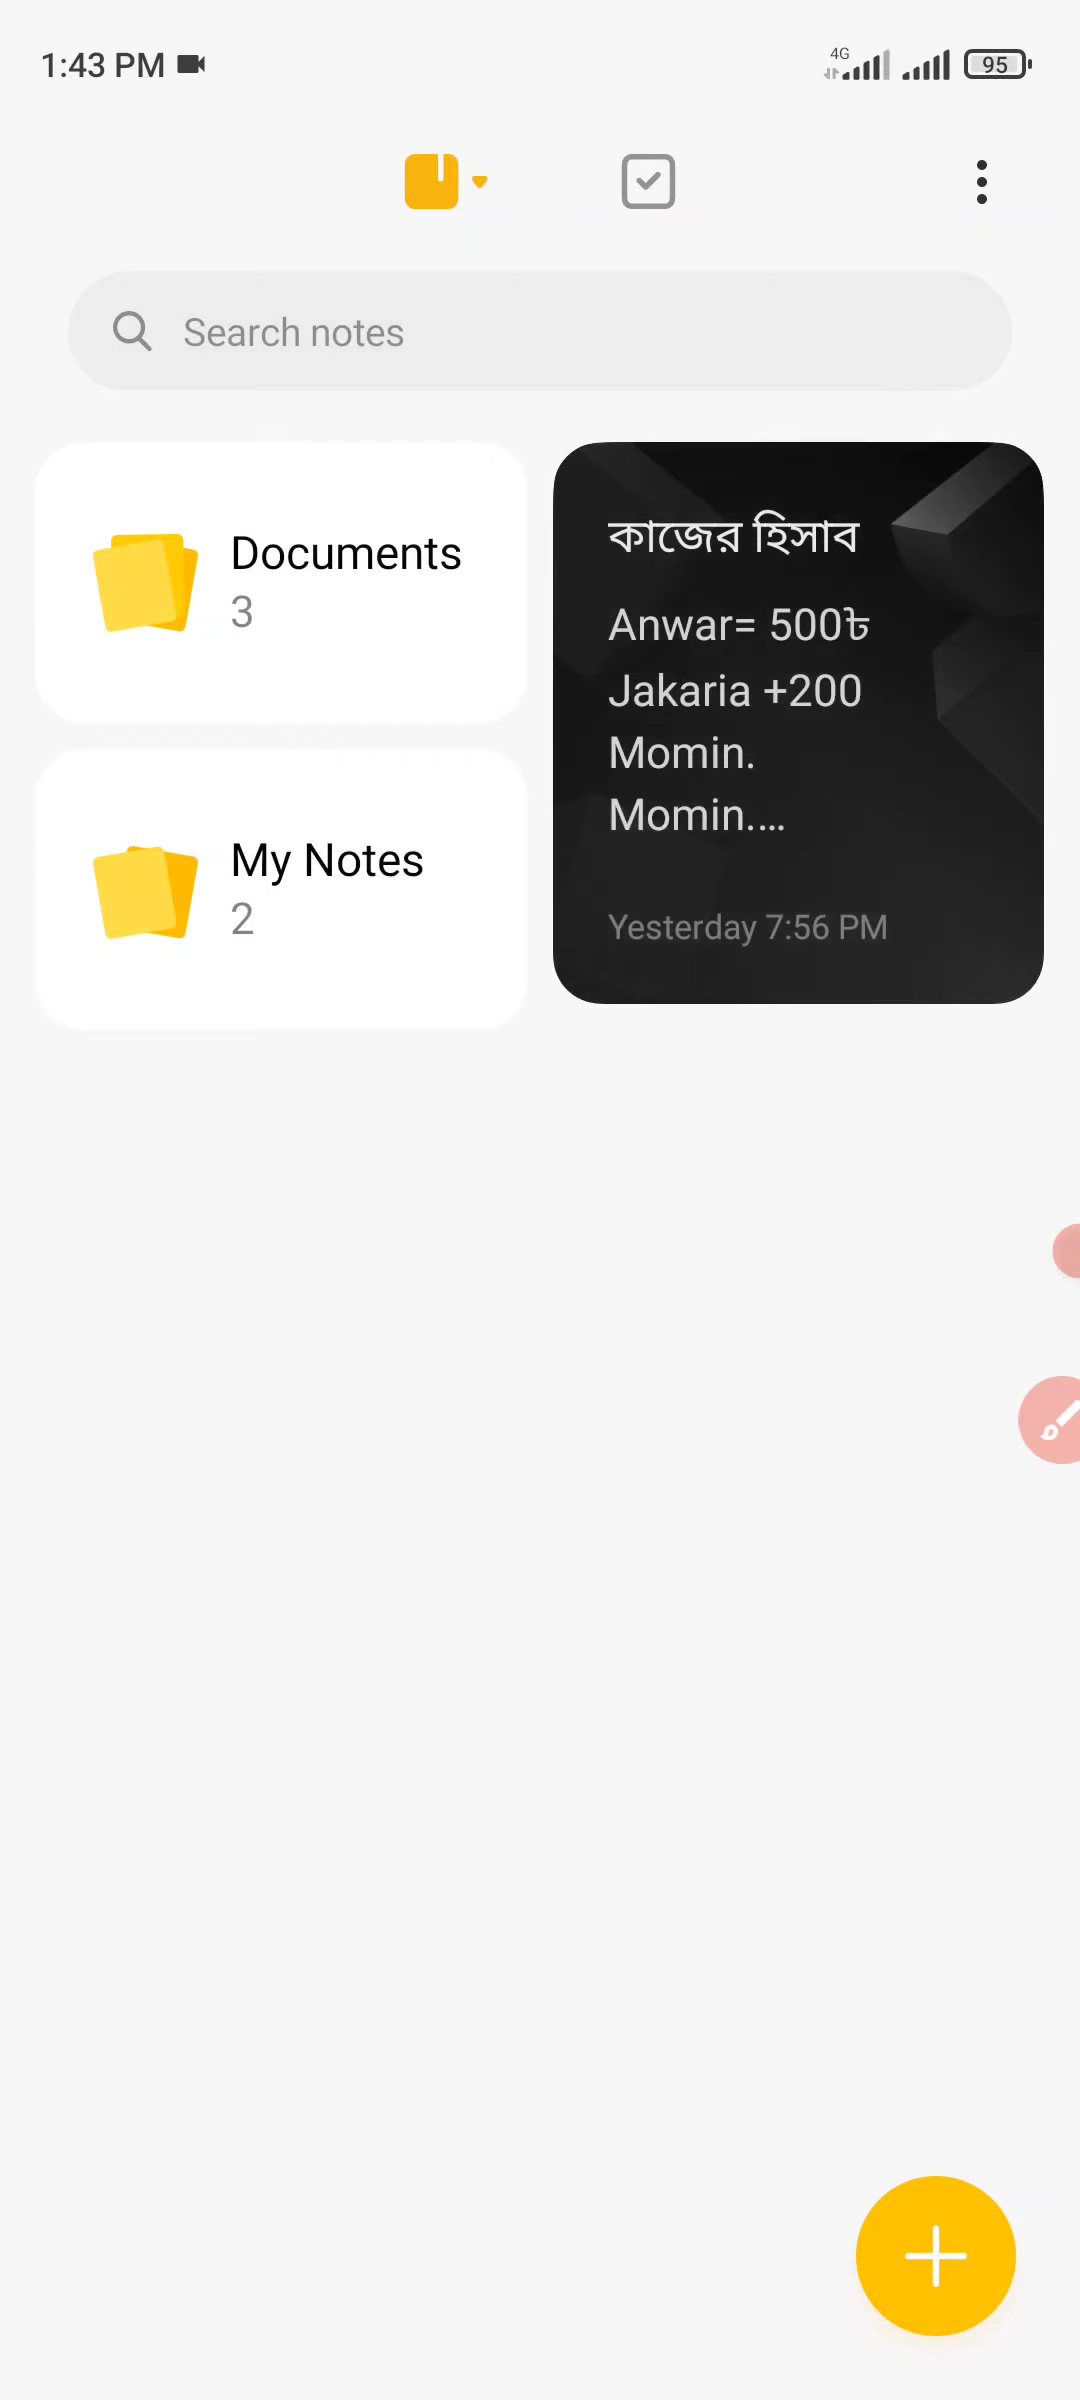 1:43 PM
4G
95
Search notes
Documents
3
My Notes
2
কাজের হিসাব
Anwar= 500৳
Jakaria +200
Momin.
Momin....
Yesterday 7:56 PM